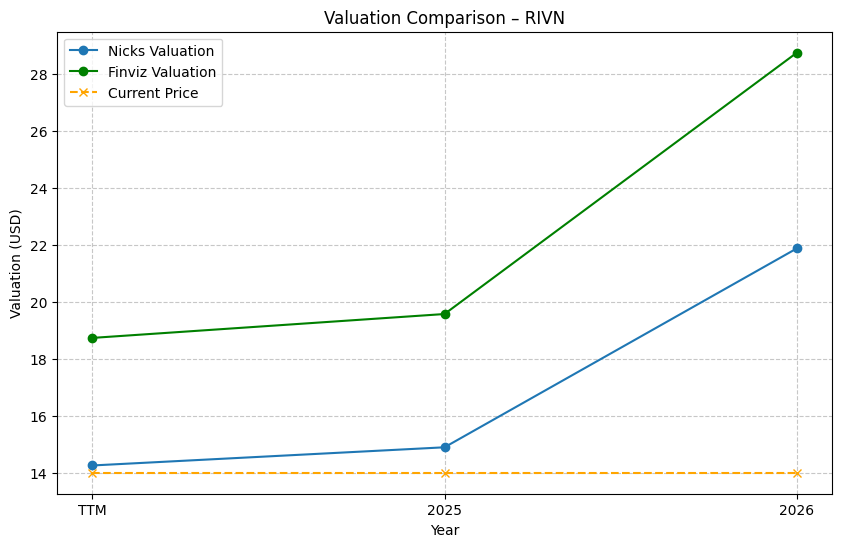 Valuation Comparison – RIVN
Nicks Valuation
Finviz Valuation
Current Price
Valuation (USD)
28
26
24
22
20
18
16
14
TTM
2025
2026
Year